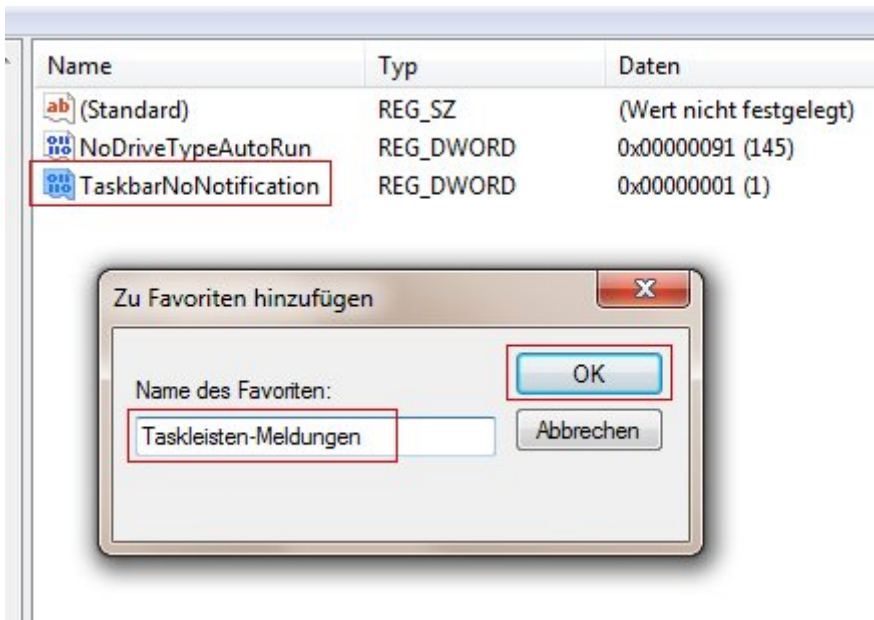 Name Typ Daten
(Standard) REG_SZ (Wert nicht festgelegt)
NoDriveTypeAutoRun REG_DWORD 0x00000091 (145)
TaskbarNoNotification REG_DWORD 0x00000001 (1)
Zu Favoriten hinzufügen
Name des Favoriten:
Taskleisten-Meldungen
OK
Abbrechen